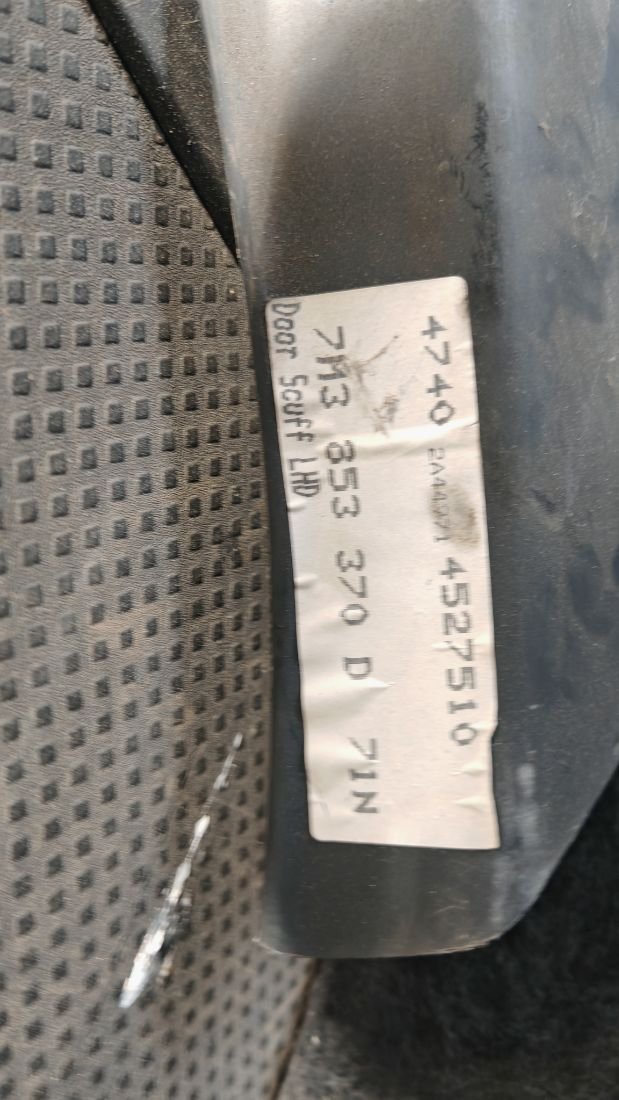 4740 4527510
7M3 853 370 D 71N
Door Scuff LHD